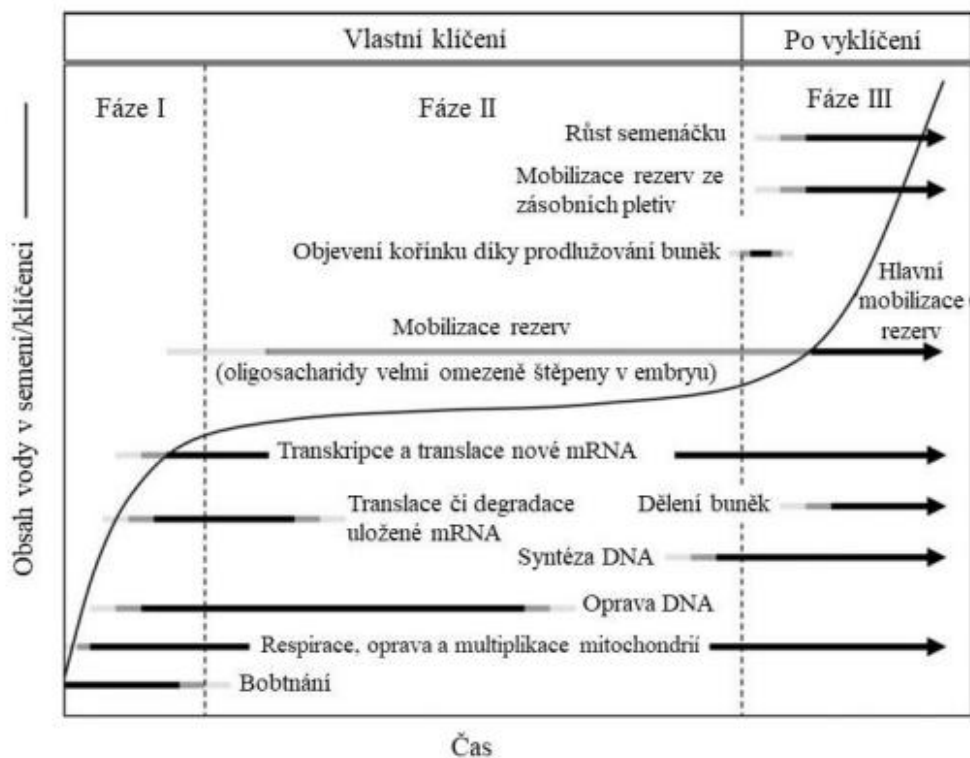 Vlastní klíčení
Po vyklíčení
Fáze I
Fáze II
Fáze III
Růst semenáčku
Mobilizace rezerv ze
zásobních pletiv
Objevení kořínku díky prodlužování buněk
Hlavní
mobilizace
rezerv
Mobilizace rezerv
(oligosacharidy velmi omezeně štěpeny v embryu)
Transkripce a translace nové mRNA
Translace či degradace
uložené mRNA
Dělení buněk
Syntéza DNA
Oprava DNA
Respirace, oprava a multiplikace mitochondrií
Bobtnání
Obsah vody v semeni/klíčenci
Čas